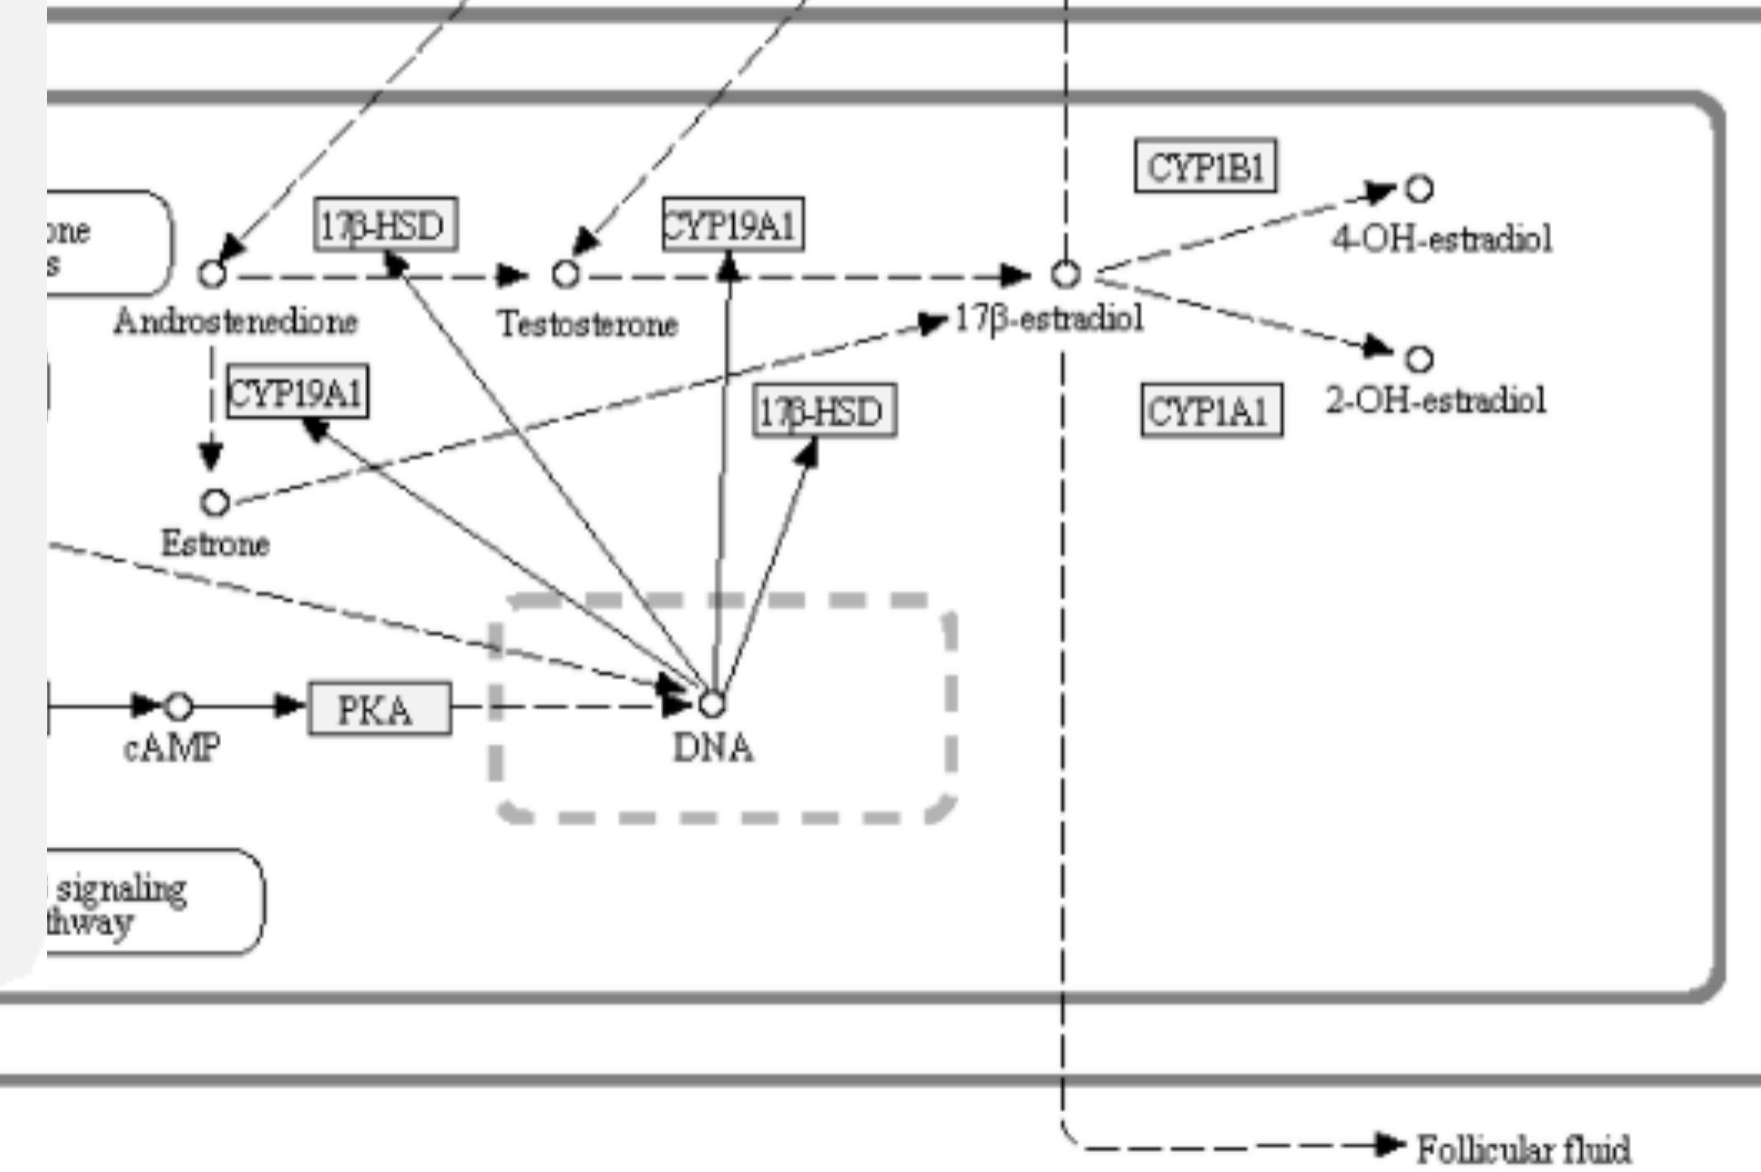 CYP1B1
4-OH-estradiol
17β-HSD
CYP19A1
Androstenedione
Testosterone
17β-estradiol
CYP19A1
17β-HSD
CYP1A1
2-OH-estradiol
Estrone
PKA
cAMP
DNA
signaling
Follicular fluid